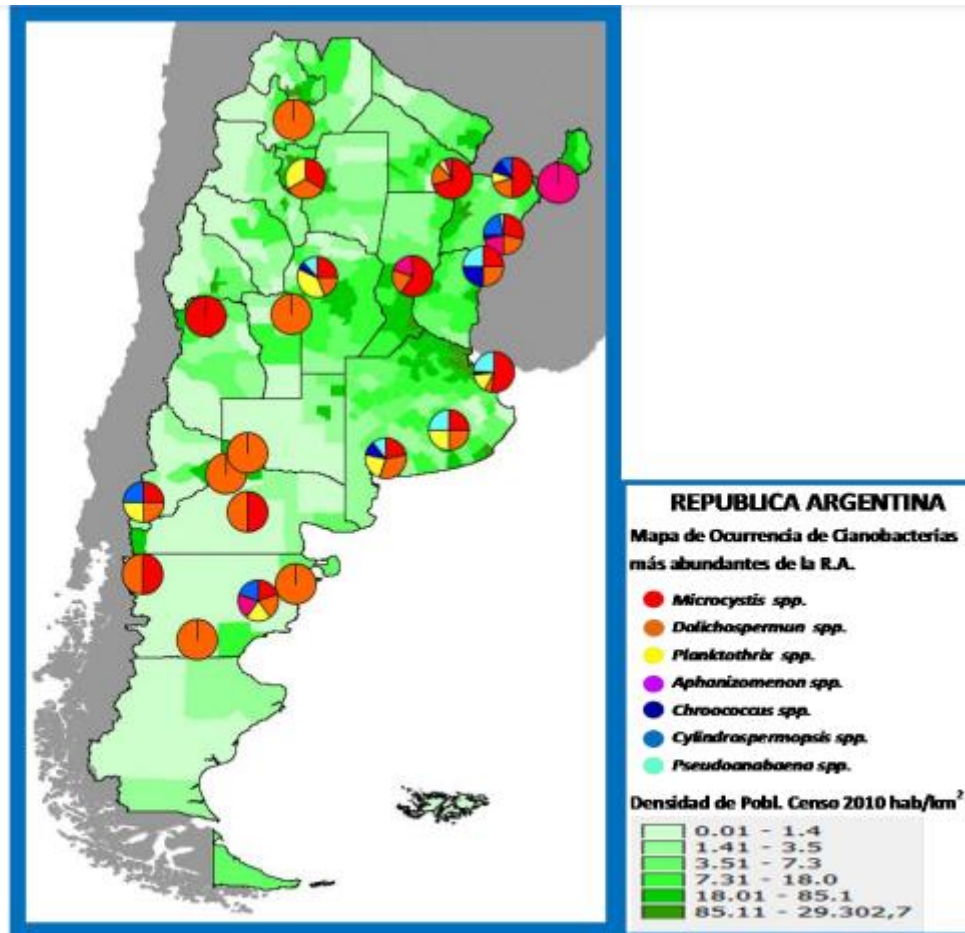 REPUBLICA ARGENTINA
Mapa de Ocurrencia de Cianobacterias
más abundantes de la R.A.
Microcystis spp.
Dolichospermun spp.
Planktothrix spp.
Aphanizomenon spp.
Chroococcus spp.
Cylindrospermopsis spp.
Pseudoanabaena spp.
Densidad de Pobl. Censo 2010 hab/km²
0.01 - 1.4
1.41 - 3.5
3.51 - 7.3
7.31 - 18.0
18.01 - 85.1
85.11 - 29.302,7